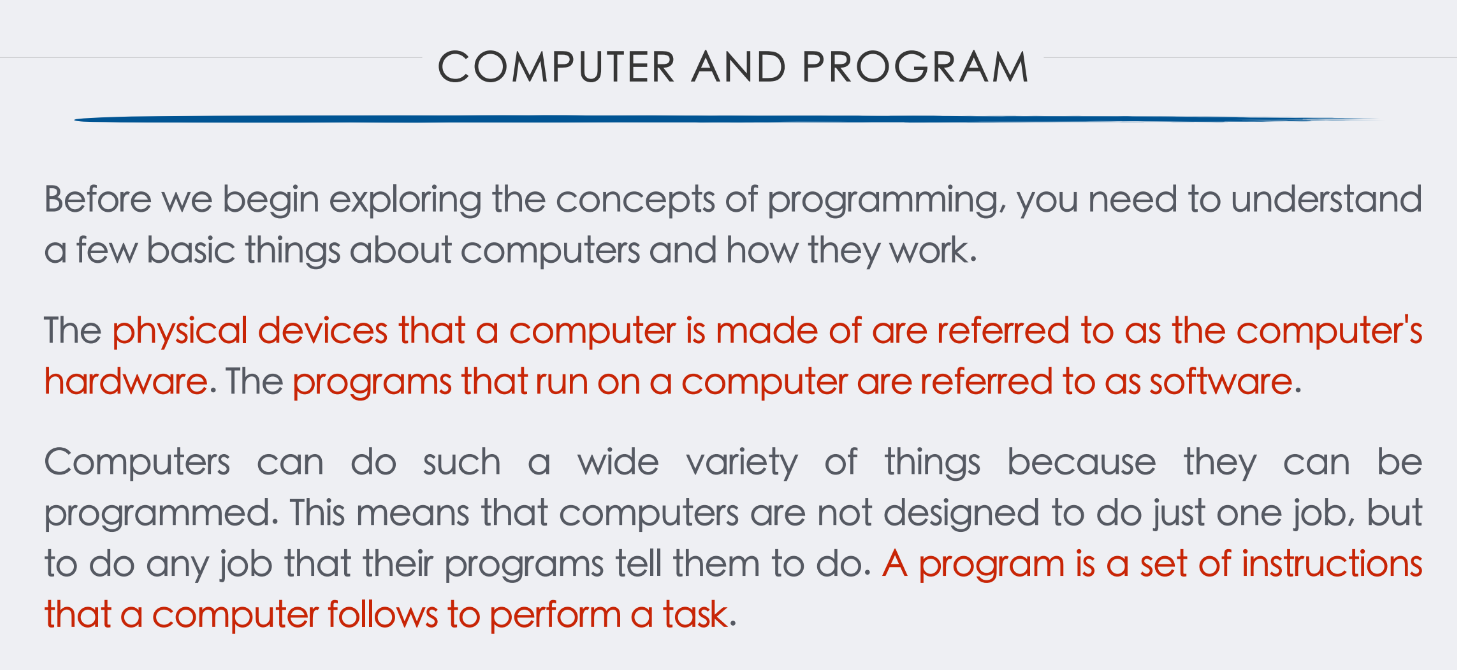 COMPUTER AND PROGRAM
Before we begin exploring the concepts of programming, you need to understand
a few basic things about computers and how they work.
The physical devices that a computer is made of are referred to as the computer's
hardware. The programs that run on a computer are referred to as software.
Computers can do such a wide variety of things because they can be
programmed. This means that computers are not designed to do just one job, but
to do any job that their programs tell them to do. A program is a set of instructions
that a computer follows to perform a task.